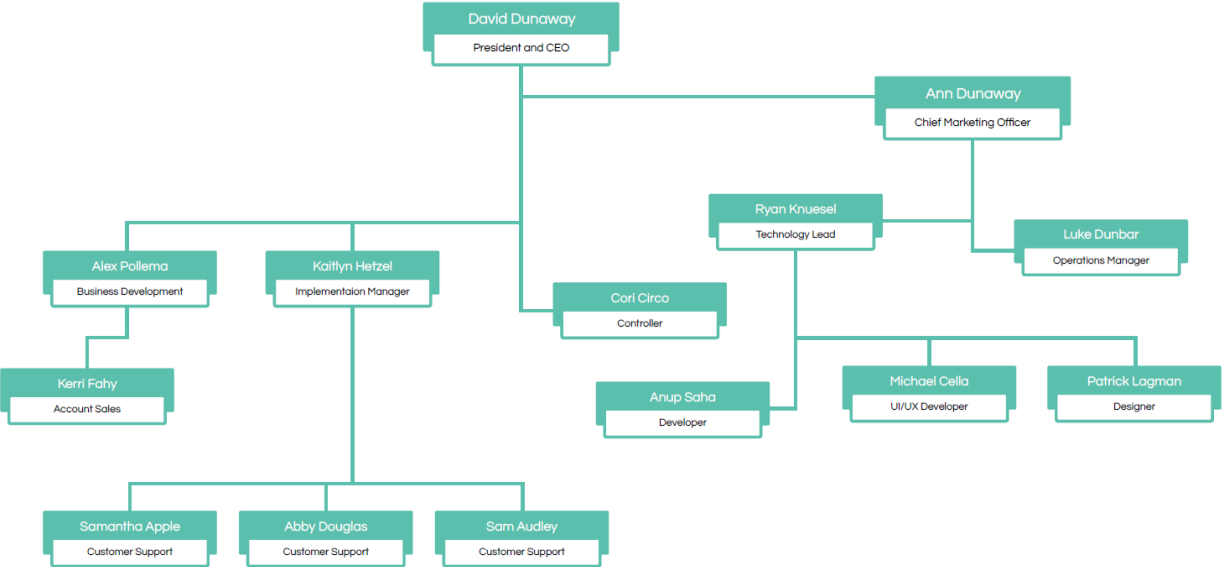 David Dunaway
President and CEO
Ann Dunaway
Chief Marketing Officer
Ryan Knuesel
Technology Lead
Luke Dunbar
Operations Manager
Alex Pollema
Business Development
Kaitlyn Hetzel
Implementaion Manager
Cori Circo
Controller
Kerri Fahy
Account Sales
Anup Saha
Developer
Michael Cella
UI/UX Developer
Patrick Lagman
Designer
Samantha Apple
Customer Support
Abby Douglas
Customer Support
Sam Audley
Customer Support